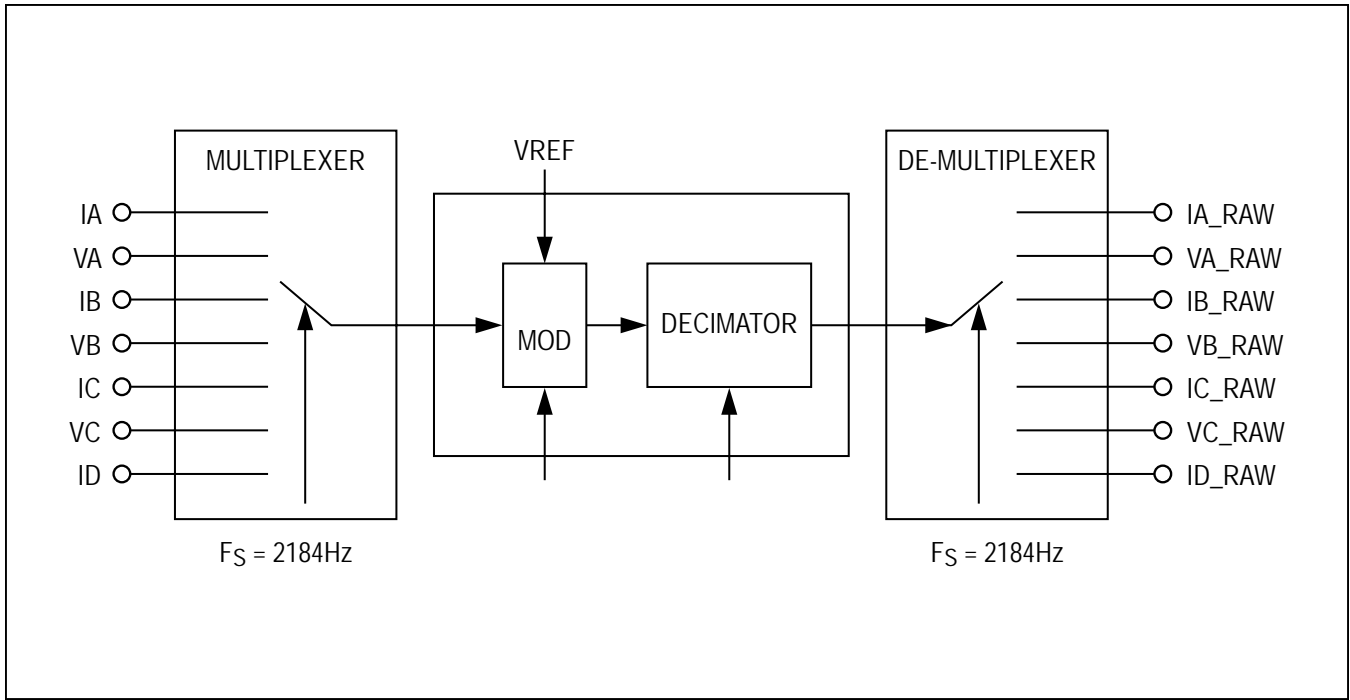 MULTIPLEXER
IA
VA
IB
VB
IC
VC
ID
FS = 2184Hz
VREF
MOD
DECIMATOR
DE-MULTIPLEXER
IA_RAW
VA_RAW
IB_RAW
VB_RAW
IC_RAW
VC_RAW
ID_RAW
FS = 2184Hz